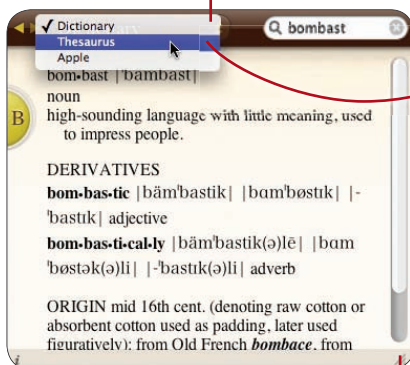 ✓ Dictionary
Thesaurus
Apple
bombast
B
bom•bast |ˈbämbast|
noun
high-sounding language with little meaning, used
to impress people.
DERIVATIVES
bom•bas•tic |bämˈbastik| |bɑmˈbøstɪk| |-
ˈbastɪk| adjective
bom•bas•ti•cal•ly |bämˈbastik(ə)lē| |bɑm
ˈbøstək(ə)li| |-ˈbastɪk(ə)li| adverb
ORIGIN mid 16th cent. (denoting raw cotton or
absorbent cotton used as padding, later used
figuratively): from Old French bombace, from